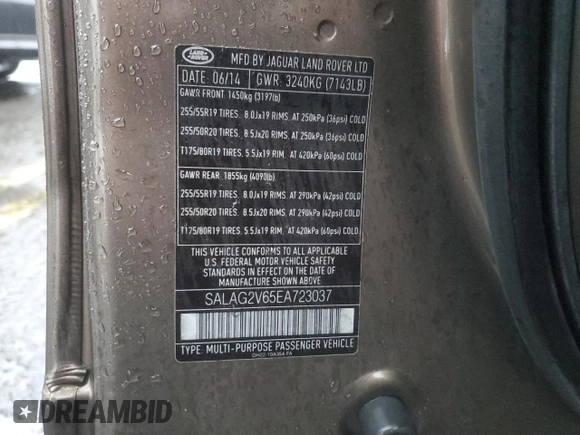 LAND ROVER
MFD BY JAGUAR LAND ROVER LTD
DATE 06/14 GWR. 3240KG (7143LB)
GAWR FRONT. 1450kg (3197lb)
255/55R19 TIRES. 8.0Jx19 RIMS. AT 250kPa (36psi) COLD
255/50R20 TIRES. 8.5Jx20 RIMS. AT 250kPa (36psi) COLD
T175/80R19 TIRES. 5.5Jx19 RIM. AT 420kPa (60psi) COLD
GAWR REAR. 1855kg (4090lb)
255/55R19 TIRES. 8.0Jx19 RIMS. AT 290kPa (42psi) COLD
255/50R20 TIRES. 8.5Jx20 RIMS. AT 290kPa (42psi) COLD
T175/80R19 TIRES. 5.5Jx19 RIM. AT 420kPa (60psi) COLD
THIS VEHICLE CONFORMS TO ALL APPLICABLE
U.S. FEDERAL MOTOR VEHICLE SAFETY
STANDARDS IN EFFECT ON THE DATE OF
MANUFACTURE SHOWN ABOVE
SALAG2V65EA723037
TYPE: MULTI-PURPOSE PASSENGER VEHICLE
DH22-19A354-FA
DREAMBID